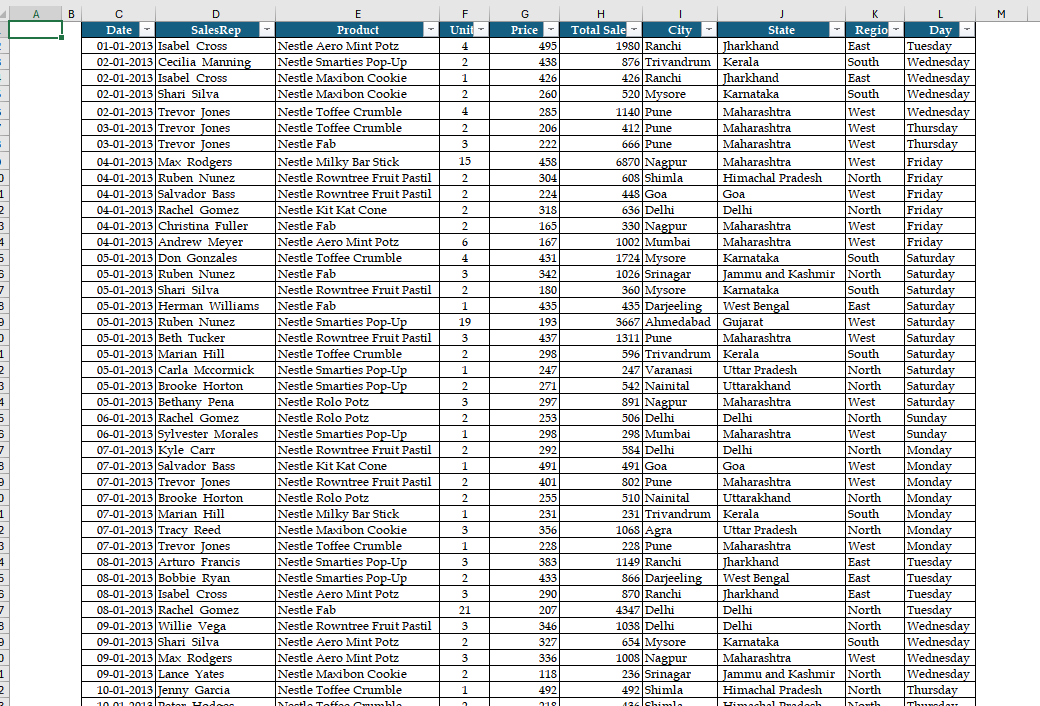 A B C D E F G H I J K L M
Date SalesRep Product Unit Price Total Sale City State Regio Day
01-01-2013 Isabel Cross Nestle Aero Mint Potz 4 495 1980 Ranchi Jharkhand East Tuesday
02-01-2013 Cecilia Manning Nestle Smarties Pop-Up 2 438 876 Trivandrum Kerala South Wednesday
02-01-2013 Isabel Cross Nestle Maxibon Cookie 1 426 426 Ranchi Jharkhand East Wednesday
02-01-2013 Shari Silva Nestle Maxibon Cookie 2 260 520 Mysore Karnataka South Wednesday
02-01-2013 Trevor Jones Nestle Toffee Crumble 4 285 1140 Pune Maharashtra West Wednesday
03-01-2013 Trevor Jones Nestle Toffee Crumble 2 206 412 Pune Maharashtra West Thursday
03-01-2013 Trevor Jones Nestle Fab 3 222 666 Pune Maharashtra West Thursday
04-01-2013 Max Rodgers Nestle Milky Bar Stick 15 458 6870 Nagpur Maharashtra West Friday
04-01-2013 Ruben Nunez Nestle Rowntree Fruit Pastil 2 304 608 Shimla Himachal Pradesh North Friday
04-01-2013 Salvador Bass Nestle Rowntree Fruit Pastil 2 224 448 Goa Goa West Friday
04-01-2013 Rachel Gomez Nestle Kit Kat Cone 2 318 636 Delhi Delhi North Friday
04-01-2013 Christina Fuller Nestle Fab 2 165 330 Nagpur Maharashtra West Friday
04-01-2013 Andrew Meyer Nestle Aero Mint Potz 6 167 1002 Mumbai Maharashtra West Friday
05-01-2013 Don Gonzales Nestle Toffee Crumble 4 431 1724 Mysore Karnataka South Saturday
05-01-2013 Ruben Nunez Nestle Fab 3 342 1026 Srinagar Jammu and Kashmir North Saturday
05-01-2013 Shari Silva Nestle Rowntree Fruit Pastil 2 180 360 Mysore Karnataka South Saturday
05-01-2013 Herman Williams Nestle Fab 1 435 435 Darjeeling West Bengal East Saturday
05-01-2013 Ruben Nunez Nestle Smarties Pop-Up 19 193 3667 Ahmedabad Gujarat West Saturday
05-01-2013 Beth Tucker Nestle Rowntree Fruit Pastil 3 437 1311 Pune Maharashtra West Saturday
05-01-2013 Marian Hill Nestle Toffee Crumble 2 298 596 Trivandrum Kerala South Saturday
05-01-2013 Carla Mccormick Nestle Smarties Pop-Up 1 247 247 Varanasi Uttar Pradesh North Saturday
05-01-2013 Brooke Horton Nestle Smarties Pop-Up 2 271 542 Nainital Uttarakhand North Saturday
05-01-2013 Bethany Pena Nestle Rolo Potz 3 297 891 Nagpur Maharashtra West Saturday
06-01-2013 Rachel Gomez Nestle Rolo Potz 2 253 506 Delhi Delhi North Sunday
06-01-2013 Sylvester Morales Nestle Smarties Pop-Up 1 298 298 Mumbai Maharashtra West Sunday
07-01-2013 Kyle Carr Nestle Rowntree Fruit Pastil 2 292 584 Delhi Delhi North Monday
07-01-2013 Salvador Bass Nestle Kit Kat Cone 1 491 491 Goa Goa West Monday
07-01-2013 Trevor Jones Nestle Rowntree Fruit Pastil 2 401 802 Pune Maharashtra West Monday
07-01-2013 Brooke Horton Nestle Rolo Potz 2 255 510 Nainital Uttarakhand North Monday
07-01-2013 Marian Hill Nestle Milky Bar Stick 1 231 231 Trivandrum Kerala South Monday
07-01-2013 Tracy Reed Nestle Maxibon Cookie 3 356 1068 Agra Uttar Pradesh North Monday
07-01-2013 Trevor Jones Nestle Toffee Crumble 1 228 228 Pune Maharashtra West Monday
08-01-2013 Arturo Francis Nestle Smarties Pop-Up 3 383 1149 Ranchi Jharkhand East Tuesday
08-01-2013 Bobbie Ryan Nestle Smarties Pop-Up 2 433 866 Darjeeling West Bengal East Tuesday
08-01-2013 Isabel Cross Nestle Aero Mint Potz 3 290 870 Ranchi Jharkhand East Tuesday
08-01-2013 Rachel Gomez Nestle Fab 21 207 4347 Delhi Delhi North Tuesday
09-01-2013 Willie Vega Nestle Rowntree Fruit Pastil 3 346 1038 Delhi Delhi North Wednesday
09-01-2013 Shari Silva Nestle Aero Mint Potz 2 327 654 Mysore Karnataka South Wednesday
09-01-2013 Max Rodgers Nestle Aero Mint Potz 3 336 1008 Nagpur Maharashtra West Wednesday
09-01-2013 Lance Yates Nestle Maxibon Cookie 2 118 236 Srinagar Jammu and Kashmir North Wednesday
10-01-2013 Jenny Garcia Nestle Toffee Crumble 1 492 492 Shimla Himachal Pradesh North Thursday